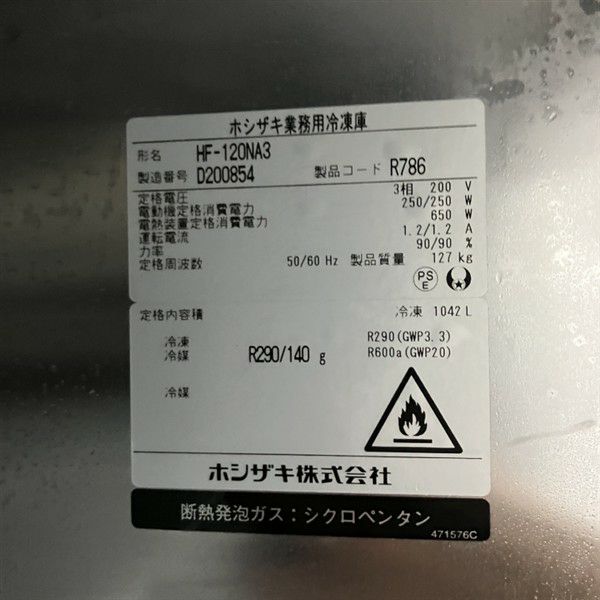 ホシザキ業務用冷凍庫
形名 HF-120NA3
製造番号 D200854 製品コード R786
定格電圧 3相 200 V
電動機定格消費電力 250/250 W
電熱装置定格消費電力 650 W
運転電流 1.2/1.2 A
力率 90/90 %
定格周波数 50/60 Hz 製品質量 127 kg
PS
E
定格内容積 冷凍 1042 L
冷凍 R290(GWP3.3)
冷媒 R290/140 g R600a(GWP20)
冷媒
ホシザキ株式会社
断熱発泡ガス：シクロペンタン
471576C